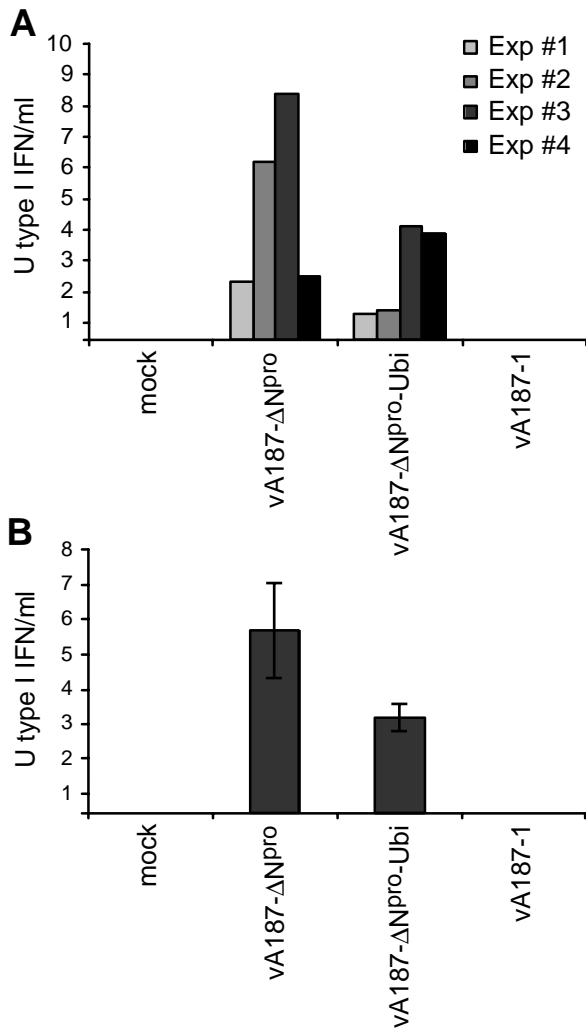 A
U type I IFN/ml
10
9
8
7
6
5
4
3
2
1
Exp #1
Exp #2
Exp #3
Exp #4
mock
vA187-ΔNpro
vA187-ΔNpro-Ubi
vA187-1
B
U type I IFN/ml
8
7
6
5
4
3
2
1
mock
vA187-ΔNpro
vA187-ΔNpro-Ubi
vA187-1